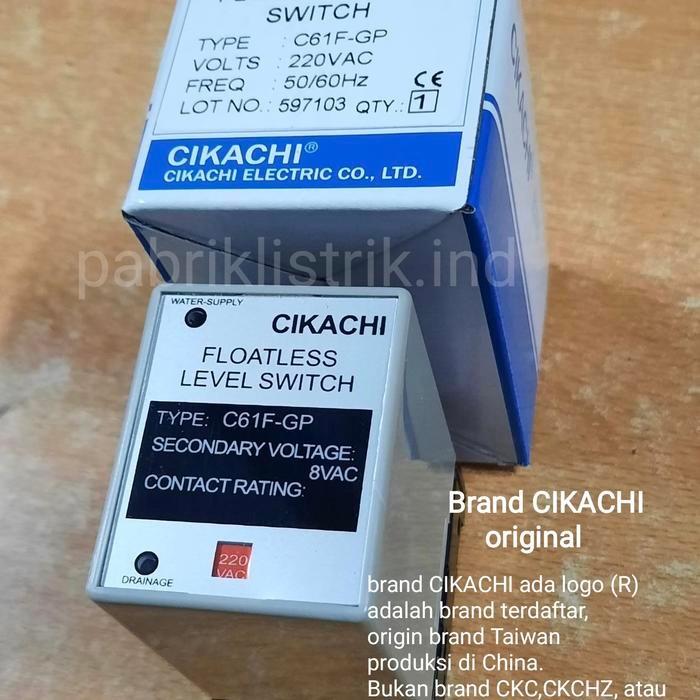 SWITCH
TYPE : C61F-GP
VOLTS : 220VAC
FREQ : 50/60Hz
CE
LOT NO.: 597103 QTY.: 1
CIKACHI®
CIKACHI ELECTRIC CO., LTD.
CIKACHI
pabriklistrik.ind
WATER-SUPPLY
CIKACHI
FLOATLESS
LEVEL SWITCH
TYPE: C61F-GP
SECONDARY VOLTAGE:
8VAC
CONTACT RATING:
220
VAC
DRAINAGE
Brand CIKACHI
original
brand CIKACHI ada logo (R)
adalah brand terdaftar,
origin brand Taiwan
produksi di China.
Bukan brand CKC,CKCHZ, atau